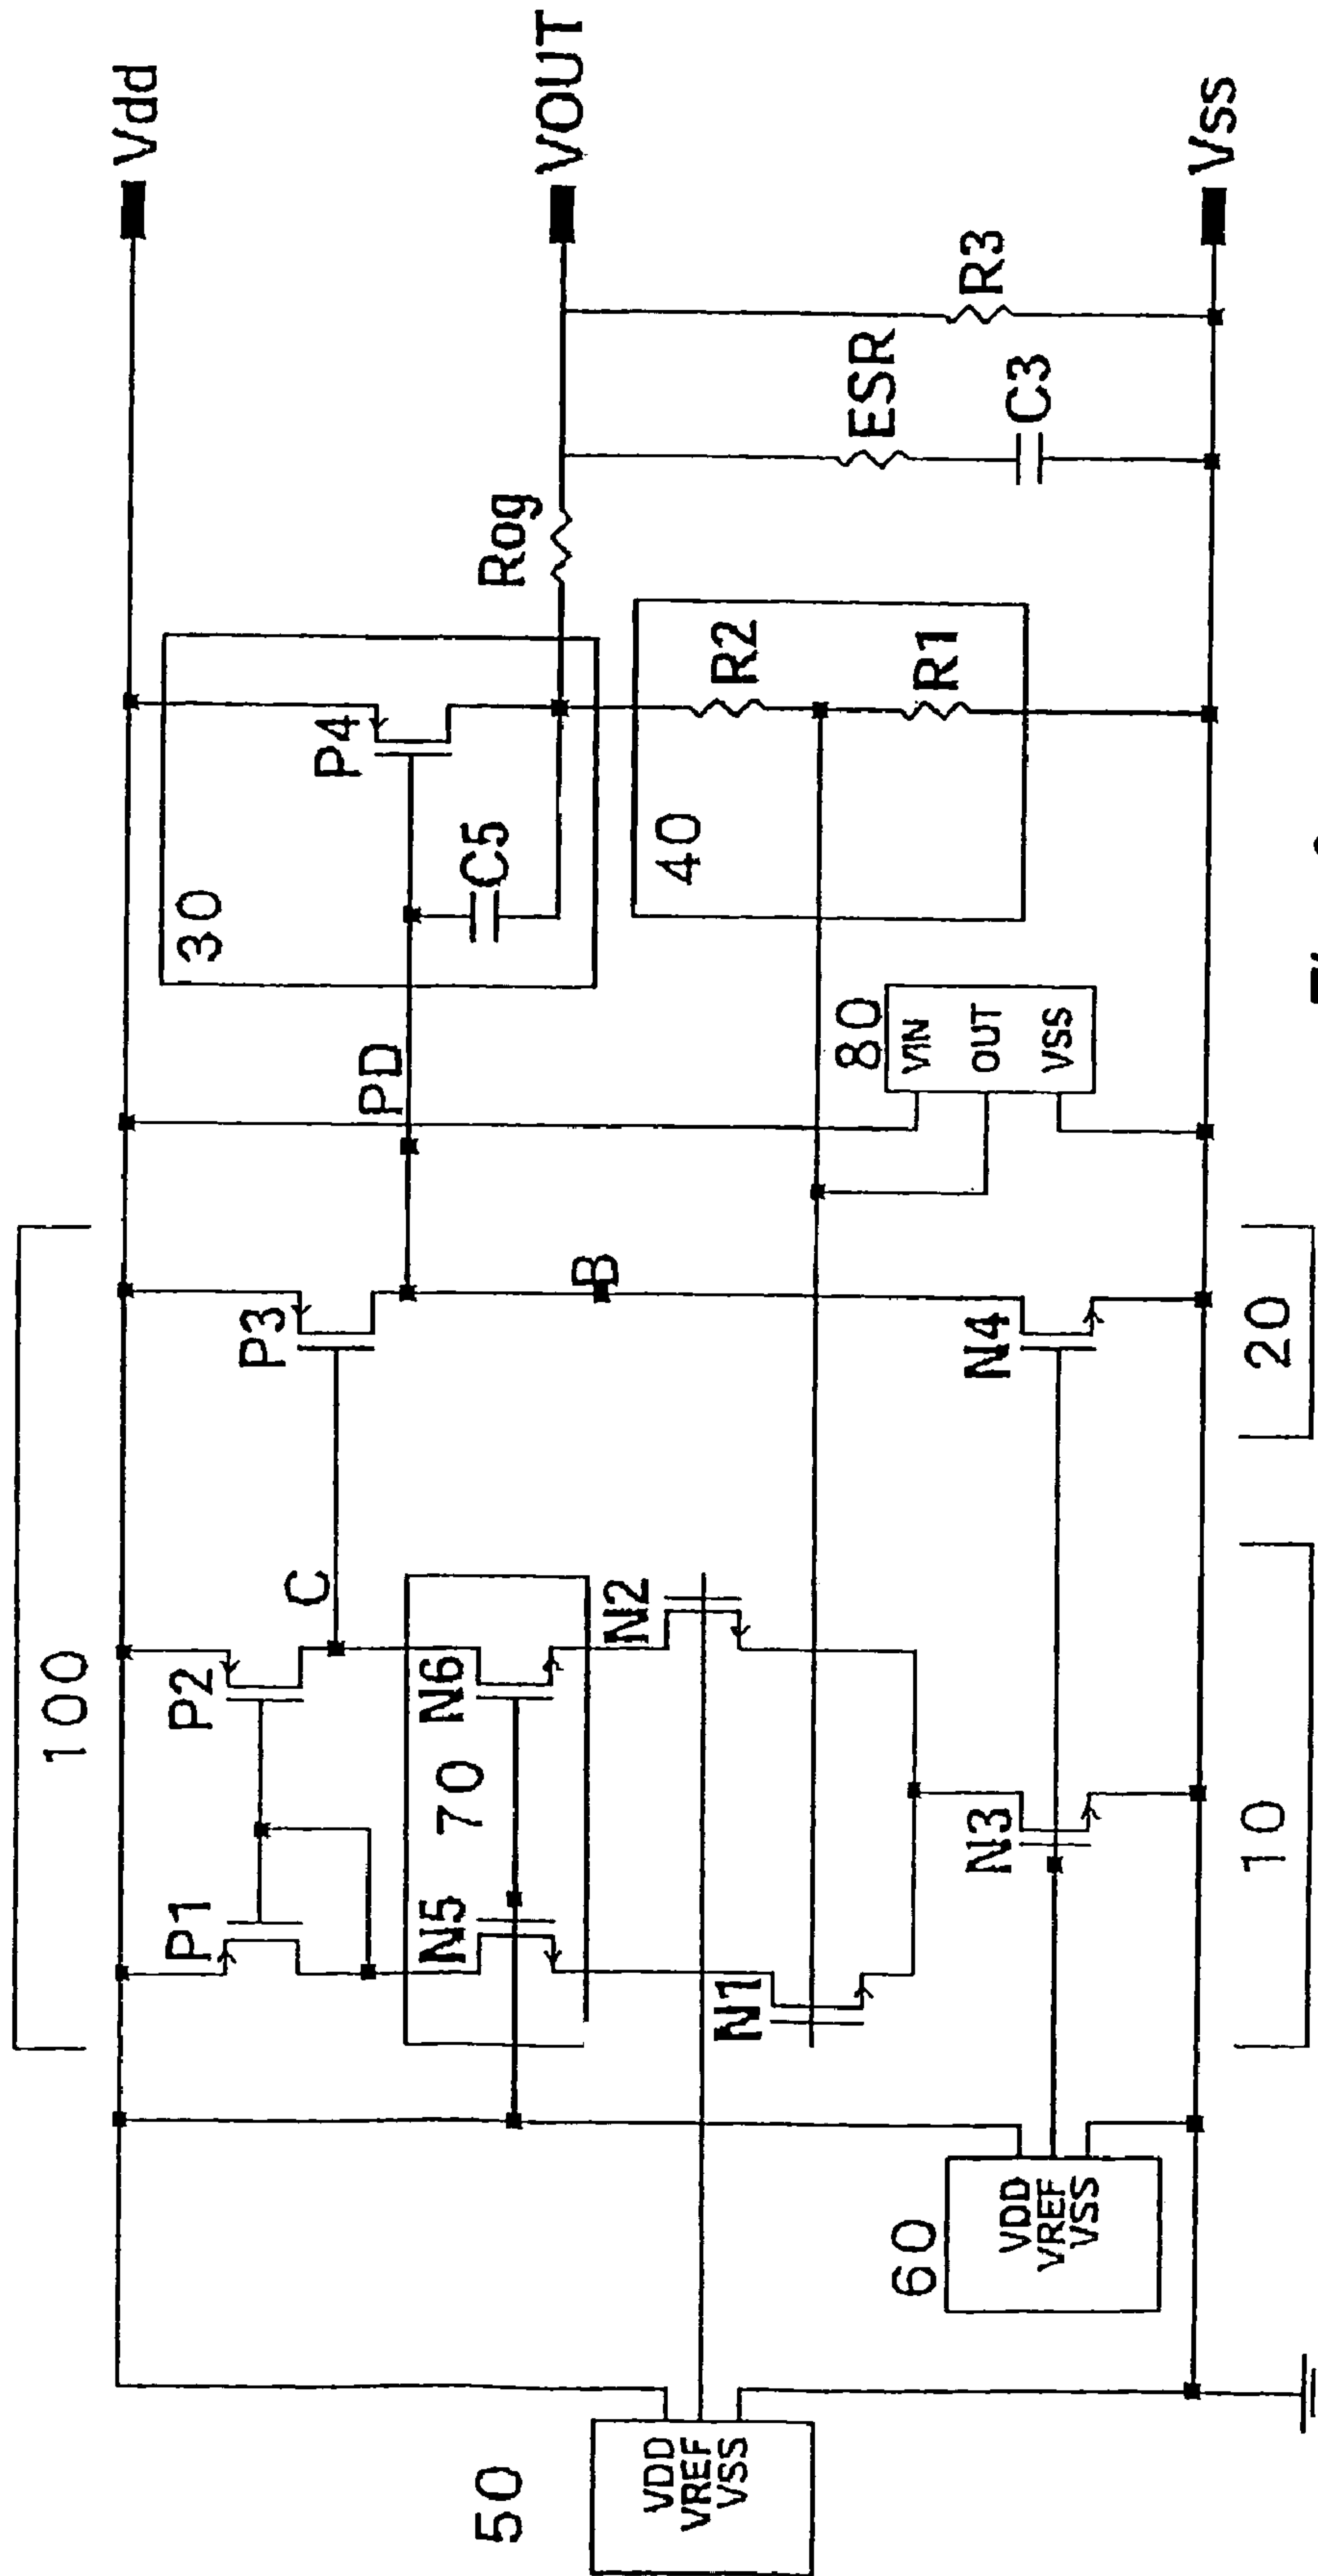 100
Vdd
P1
P2
P3
P4
30
C
PD
C5
Rog
VOUT
N5
70
N6
B
50
VDD
VREF
VSS
N2
N1
40
R2
R1
80
VIN
OUT
VSS
ESR
C3
R3
60
VDD
VREF
VSS
N3
N4
Vss
10
20